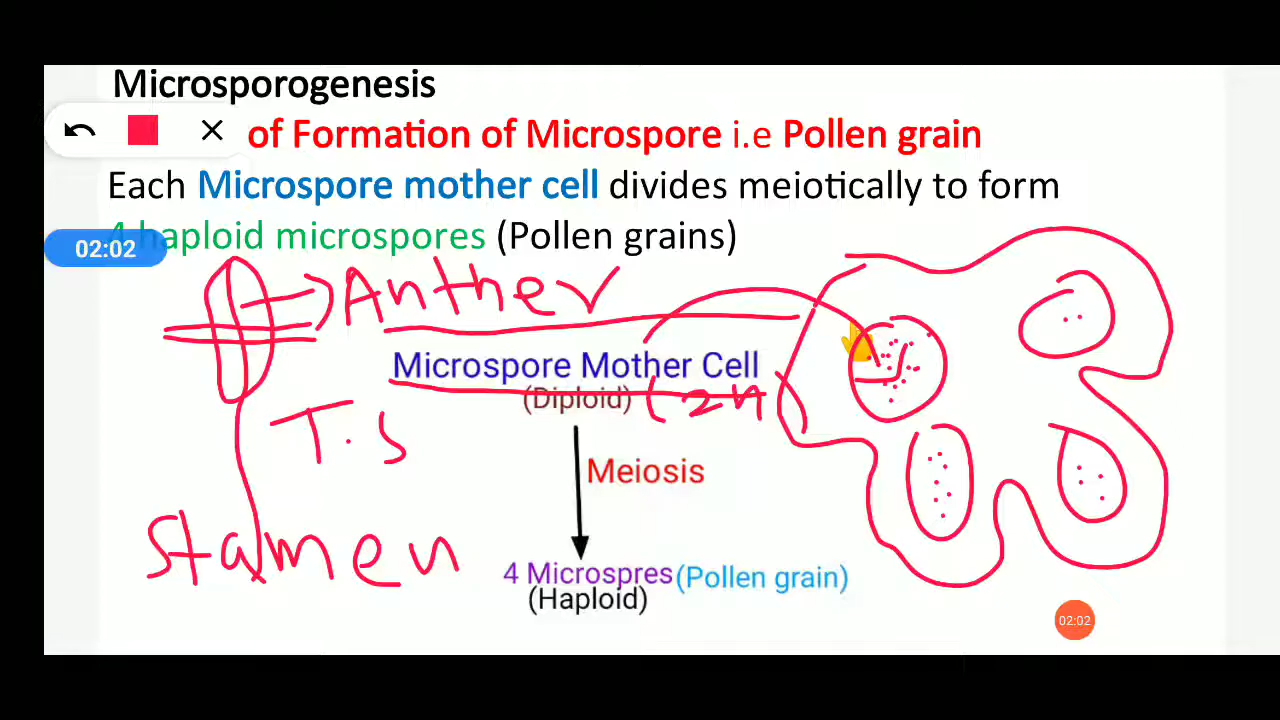 Microsporogenesis
of Formation of Microspore i.e Pollen grain
Each Microspore mother cell divides meiotically to form
4 haploid microspores (Pollen grains)
02:02
Anther
Microspore Mother Cell
(Diploid) (2n)
T.S
Meiosis
Stamen
4 Microspres (Pollen grain)
(Haploid)
02:02